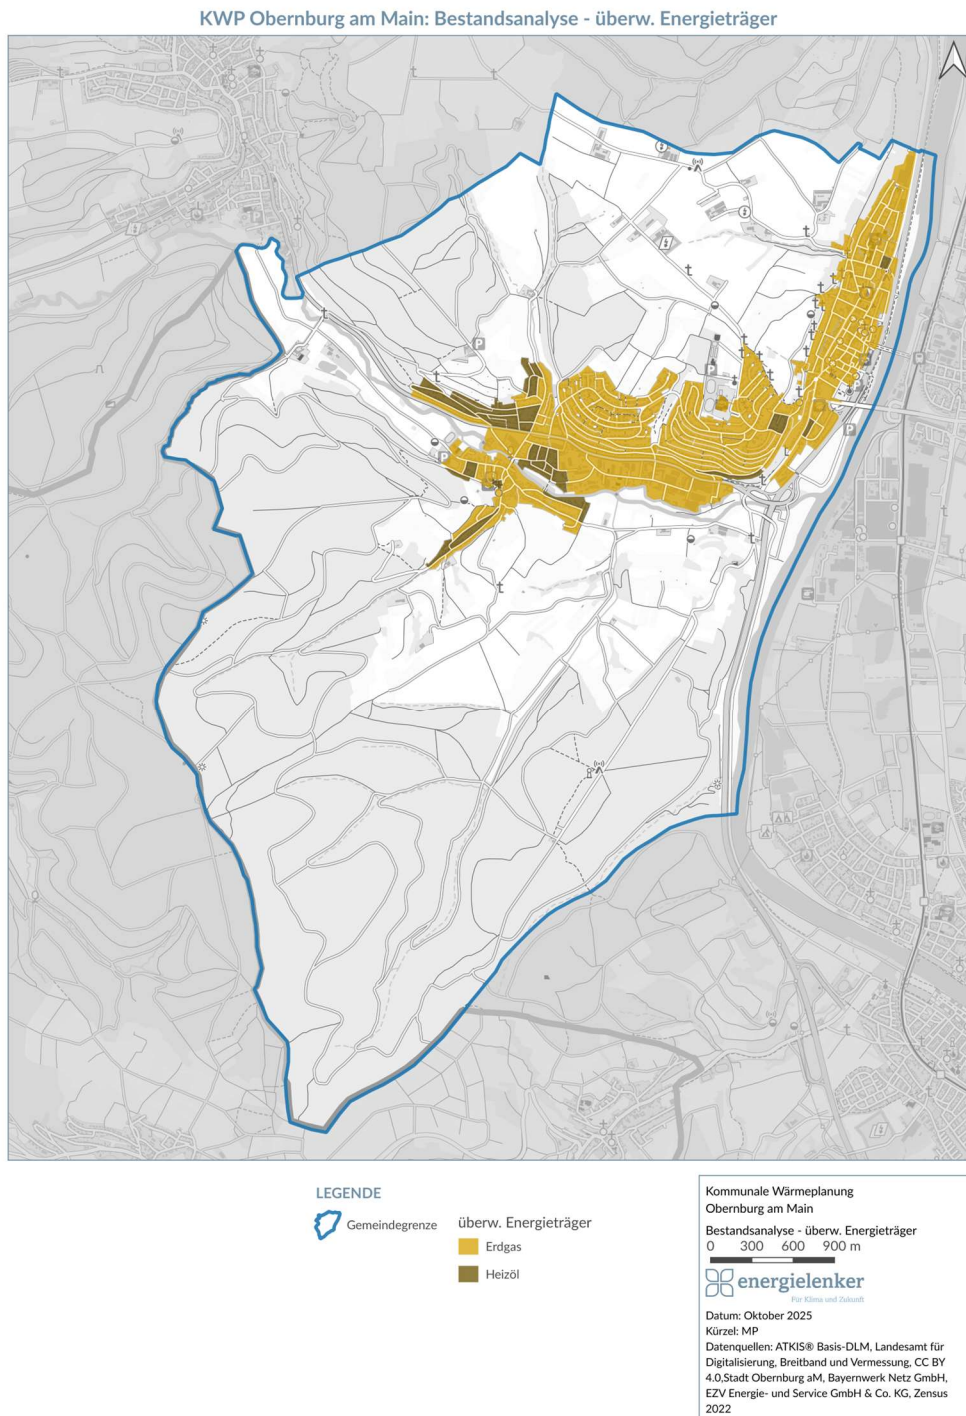 KWP Obernburg am Main: Bestandsanalyse - überw. Energieträger
LEGENDE
Gemeindegrenze
überw. Energieträger
Erdgas
Heizöl
Kommunale Wärmeplanung
Obernburg am Main
Bestandsanalyse - überw. Energieträger
0 300 600 900 m
energielenker
Für Klima und Zukunft
Datum: Oktober 2025
Kürzel: MP
Datenquellen: ATKIS® Basis-DLM, Landesamt für
Digitalisierung, Breitband und Vermessung, CC BY
4.0,Stadt Obernburg aM, Bayernwerk Netz GmbH,
EZV Energie- und Service GmbH & Co. KG, Zensus
2022